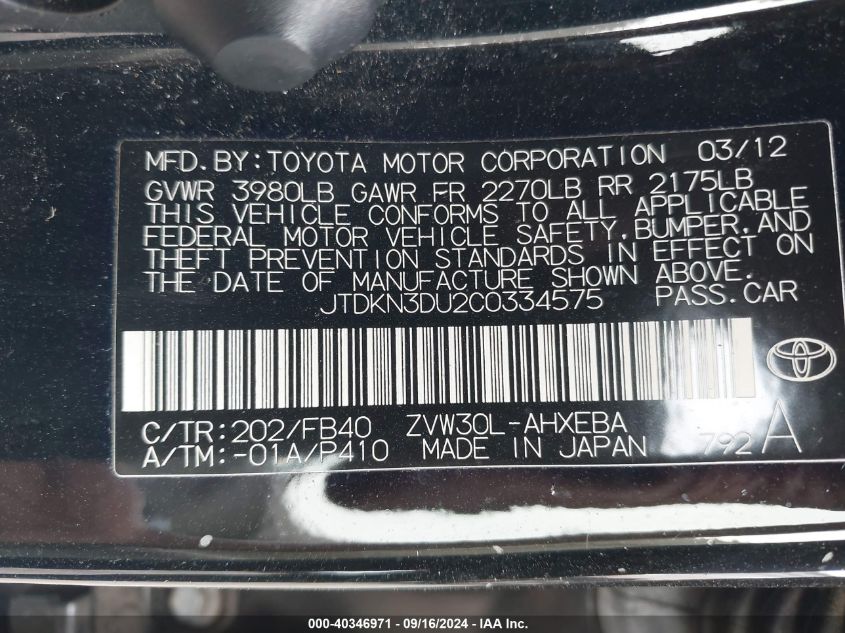 MFD.BY:TOYOTA MOTOR CORPORATION 03/12
GVWR 3980LB GAWR FR 2270LB RR 2175LB
THIS VEHICLE CONFORMS TO ALL APPLICABLE
FEDERAL MOTOR VEHICLE SAFETY,BUMPER,AND
THEFT PREVENTION STANDARDS IN EFFECT ON
THE DATE OF MANUFACTURE SHOWN ABOVE.
JTDKN3DU2C0334575 PASS.CAR
C/TR:202/FB40 ZVW30L-AHXEBA
A/TM:-01A/P410 MADE IN JAPAN 792A
000-40346971 - 09/16/2024 - IAA Inc.